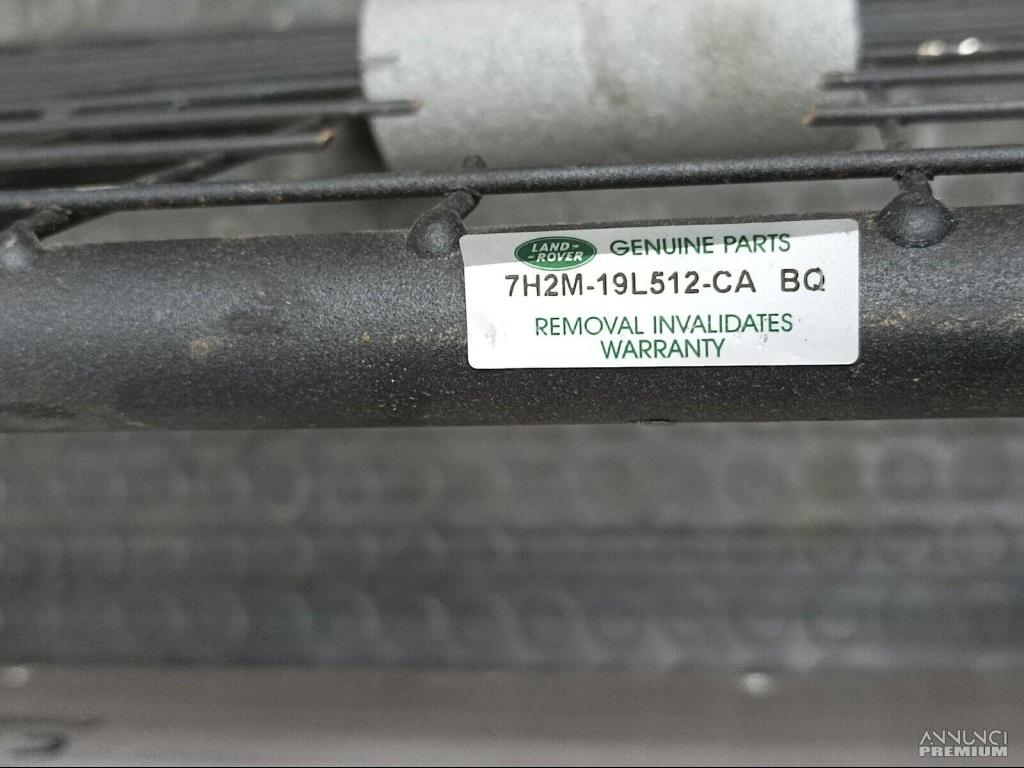 LAND-
-ROVER
GENUINE PARTS
7H2M-19L512-CA BQ
REMOVAL INVALIDATES
WARRANTY
ANNUNCI
PREMIUM